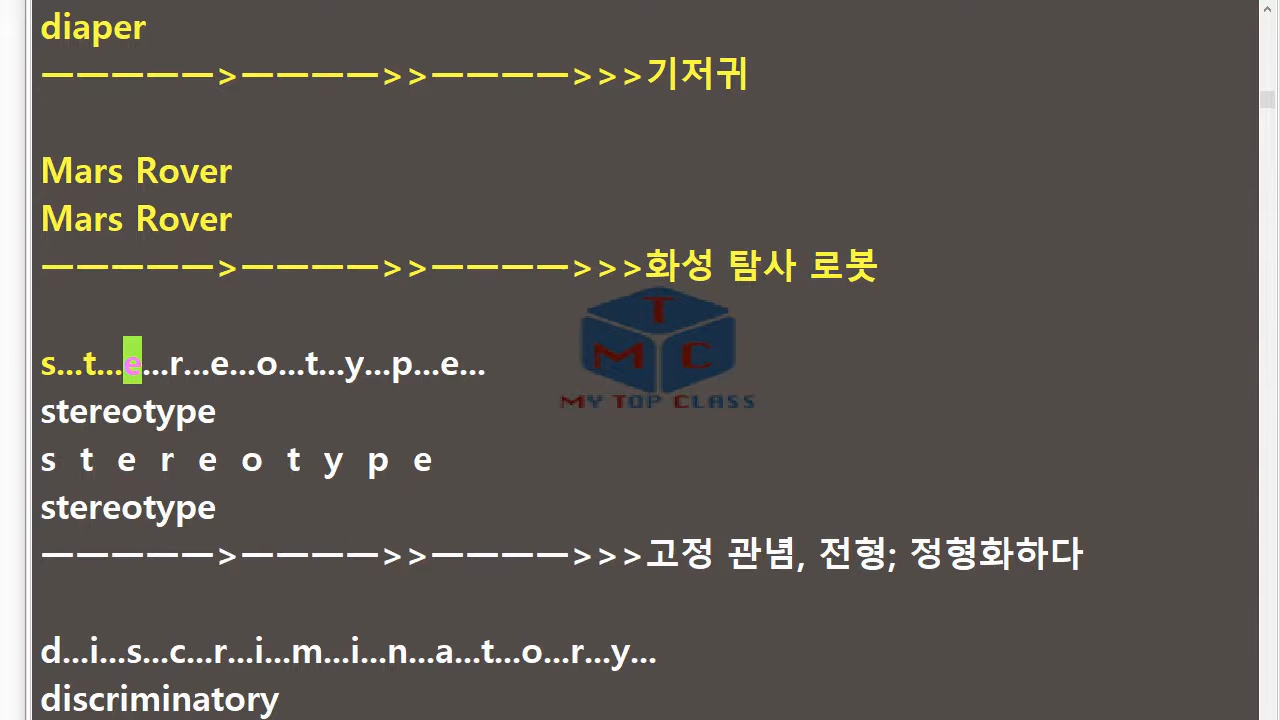 diaper
—————>————>>————>>>기저귀
Mars Rover
Mars Rover
—————>————>>————>>>화성 탐사 로봇
s...t...e...r...e...o...t...y...p...e...
stereotype
s t e r e o t y p e
stereotype
—————>————>>————>>>고정 관념, 전형; 정형화하다
d...i...s...c...r...i...m...i...n...a...t...o...r...y...
discriminatory
T
M C
MY TOP CLASS